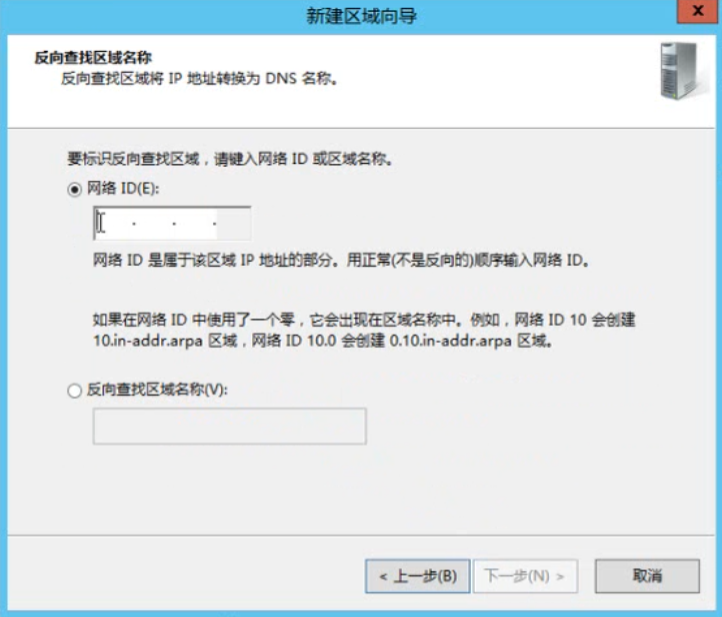 新建区域向导
x
反向查找区域名称
反向查找区域将 IP 地址转换为 DNS 名称。
要标识反向查找区域，请键入网络 ID 或区域名称。
网络 ID(E):
. . .
网络 ID 是属于该区域 IP 地址的部分。用正常(不是反向的)顺序输入网络 ID。
如果在网络 ID 中使用了一个零，它会出现在区域名称中。例如，网络 ID 10 会创建
10.in-addr.arpa 区域，网络 ID 10.0 会创建 0.10.in-addr.arpa 区域。
反向查找区域名称(V):
< 上一步(B) 下一步(N) > 取消